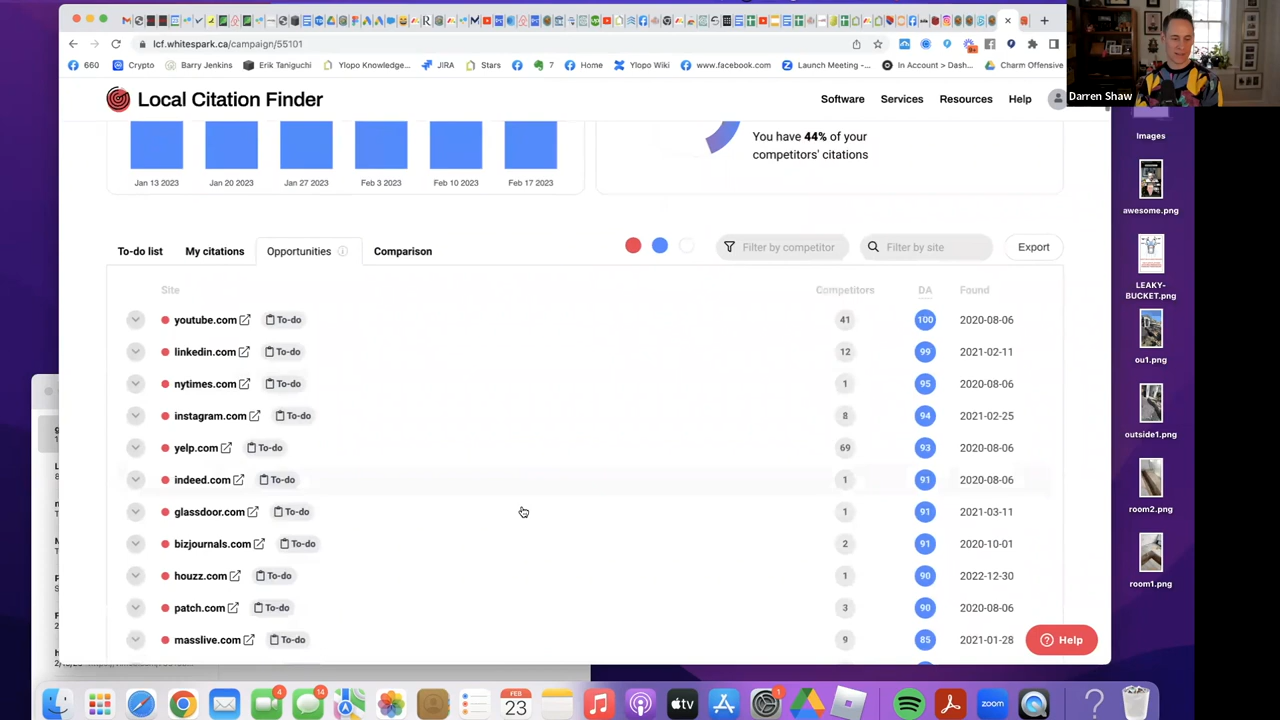 lcf.whitespark.ca/campaign/55101
660
Crypto
Barry Jenkins
Erik Taniguchi
Ylopo Knowledge...
JIRA
Stars
7
Home
Ylopo Wiki
www.facebook.com
Launch Meeting -...
In Account > Dash...
Charm Offensive
Darren Shaw
Local Citation Finder
Software
Services
Resources
Help
Jan 13 2023
Jan 20 2023
Jan 27 2023
Feb 3 2023
Feb 10 2023
Feb 17 2023
You have 44% of your
competitors' citations
To-do list
My citations
Opportunities
Comparison
Filter by competitor
Filter by site
Export
Site Competitors DA Found
youtube.com To-do 41 100 2020-08-06
linkedin.com To-do 12 99 2021-02-11
nytimes.com To-do 1 95 2020-08-06
instagram.com To-do 8 94 2021-02-25
yelp.com To-do 69 93 2020-08-06
indeed.com To-do 1 91 2020-08-06
glassdoor.com To-do 1 91 2021-03-11
bizjournals.com To-do 2 91 2020-10-01
houzz.com To-do 1 90 2022-12-30
patch.com To-do 3 90 2020-08-06
masslive.com To-do 9 85 2021-01-28
Help
Images
awesome.png
LEAKY-
BUCKET.png
ou1.png
outside1.png
room2.png
room1.png
4
14
FEB
23
tv
1
zoom